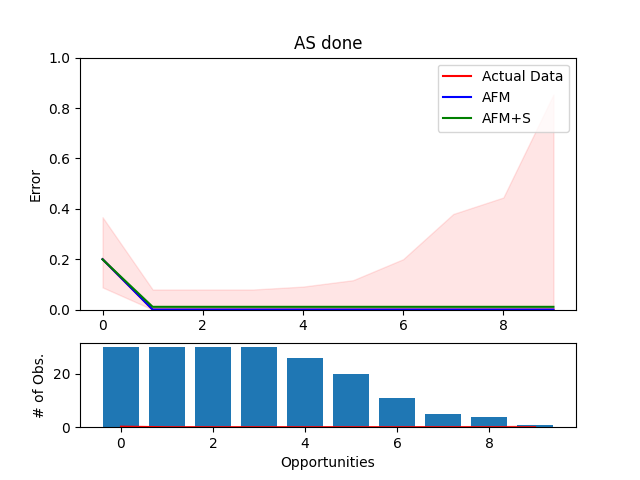 AS done
Actual Data
AFM
AFM+S
Error
1.0
0.8
0.6
0.4
0.2
0.0
0 2 4 6 8
# of Obs.
20
0
0 2 4 6 8
Opportunities